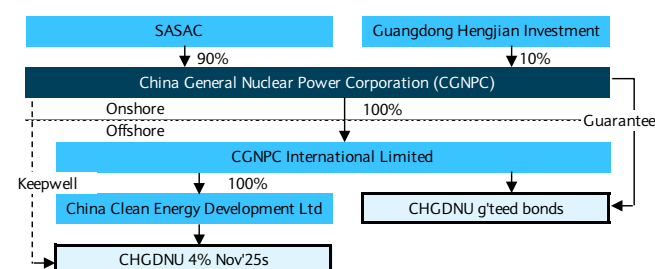 SASAC
Guangdong Hengjian Investment
90%
10%
China General Nuclear Power Corporation (CGNPC)
Onshore
100%
Guarantee
Offshore
CGNPC International Limited
Keepwell
100%
China Clean Energy Development Ltd
CHGDNU g'teed bonds
CHGDNU 4% Nov'25s